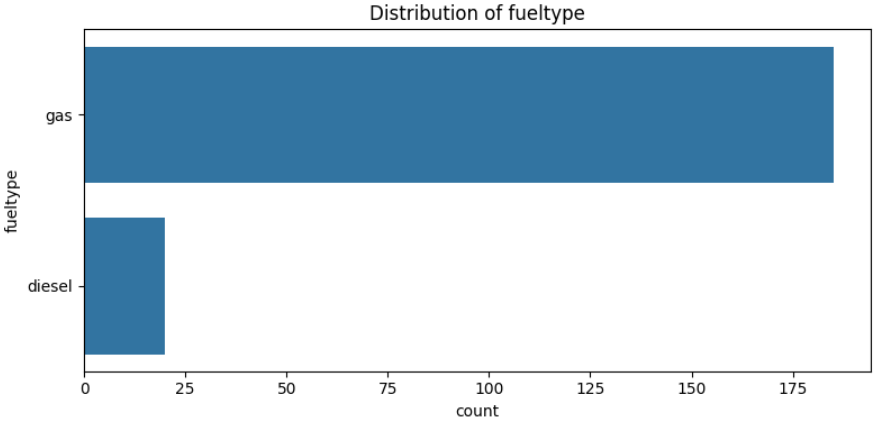 Distribution of fueltype
gas
fueltype
diesel
0 25 50 75 100 125 150 175
count